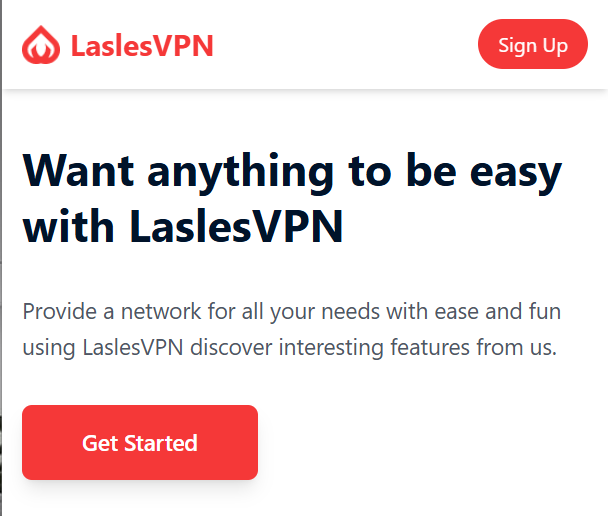 LaslesVPN
Sign Up
Want anything to be easy
with LaslesVPN
Provide a network for all your needs with ease and fun
using LaslesVPN discover interesting features from us.
Get Started